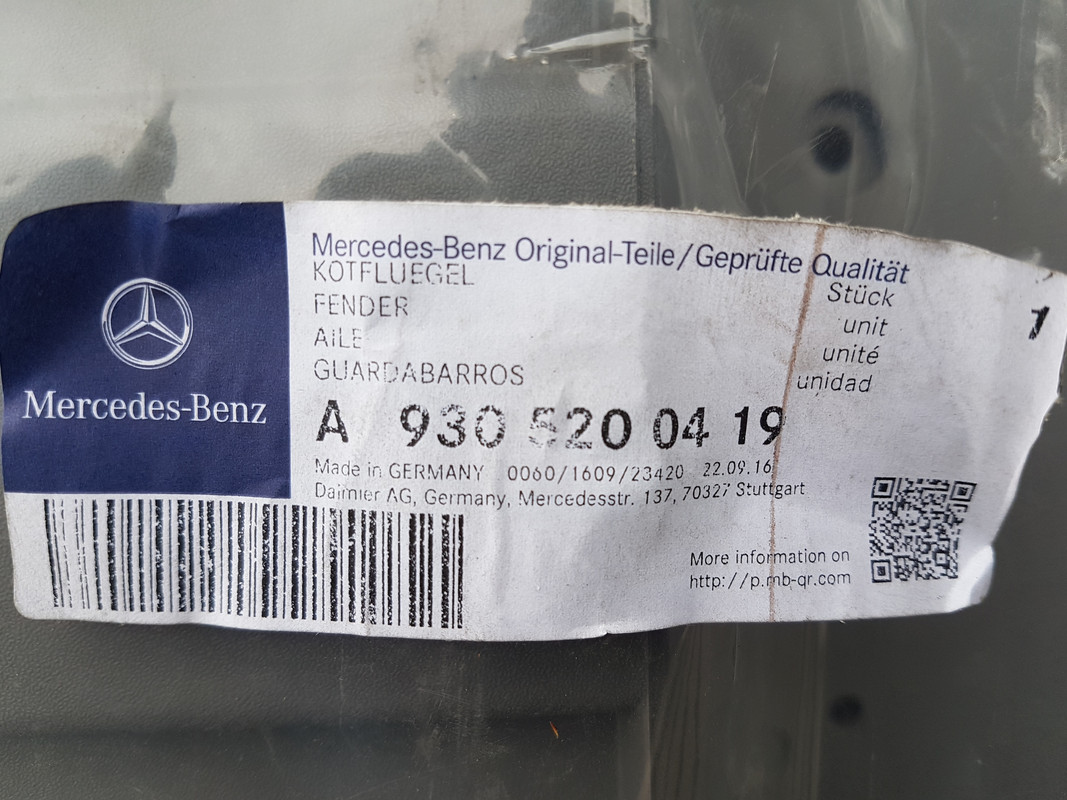 Mercedes-Benz
Mercedes-Benz Original-Teile/Geprüfte Qualität
KOTFLUEGEL
FENDER
AILE
GUARDABARROS
Stück
unit
unité
unidad
1
A 930 520 04 19
Made in GERMANY 0060/1609/23420 22.09.16
Daimler AG, Germany, Mercedesstr. 137, 70327 Stuttgart
More information on
http://p.mb-qr.com